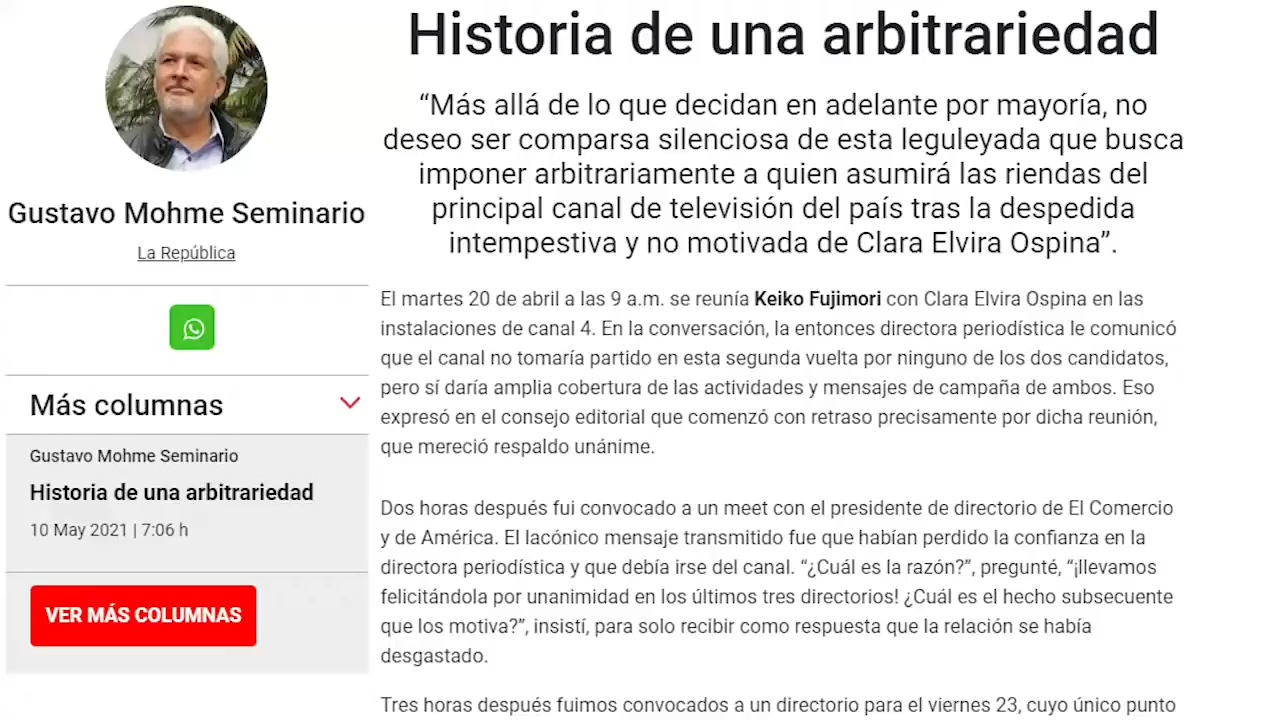 Historia de una arbitrariedad
“Más allá de lo que decidan en adelante por mayoría, no
deseo ser comparsa silenciosa de esta leguleyada que busca
imponer arbitrariamente a quien asumirá las riendas del
principal canal de televisión del país tras la despedida
intempestiva y no motivada de Clara Elvira Ospina”.
Gustavo Mohme Seminario
La República
Más columnas
Gustavo Mohme Seminario
Historia de una arbitrariedad
10 May 2021 | 7:06 h
VER MÁS COLUMNAS
El martes 20 de abril a las 9 a.m. se reunía Keiko Fujimori con Clara Elvira Ospina en las
instalaciones de canal 4. En la conversación, la entonces directora periodística le comunicó
que el canal no tomaría partido en esta segunda vuelta por ninguno de los dos candidatos,
pero sí daría amplia cobertura de las actividades y mensajes de campaña de ambos. Eso
expresó en el consejo editorial que comenzó con retraso precisamente por dicha reunión,
que mereció respaldo unánime.
Dos horas después fui convocado a un meet con el presidente de directorio de El Comercio
y de América. El lacónico mensaje transmitido fue que habían perdido la confianza en la
directora periodística y que debía irse del canal. “¿Cuál es la razón?”, pregunté, “¡llevamos
felicitándola por unanimidad en los últimos tres directorios! ¿Cuál es el hecho subsecuente
que los motiva?”, insistí, para solo recibir como respuesta que la relación se había
desgastado.
Tres horas después fuimos convocados a un directorio para el viernes 23, cuyo único punto